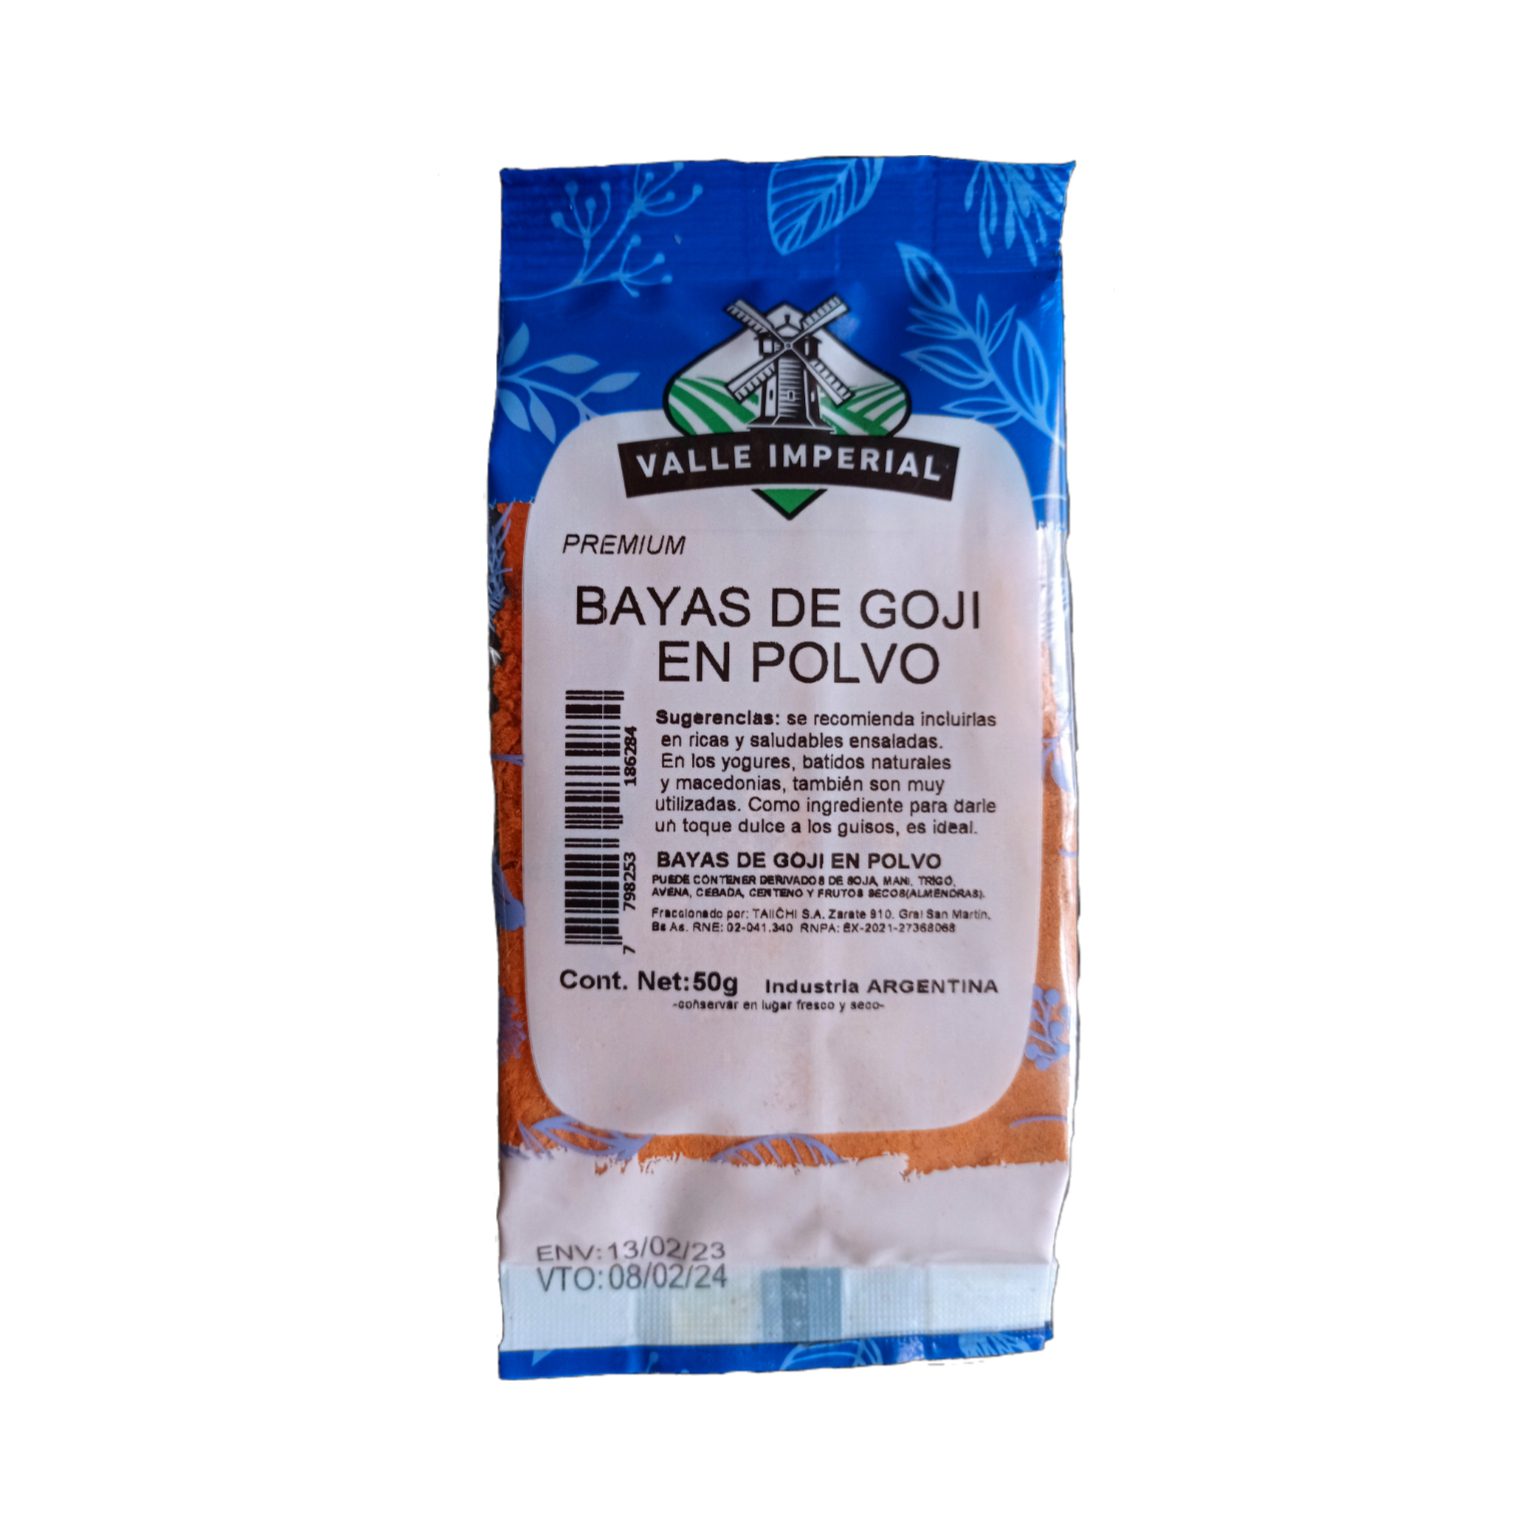 VALLE IMPERIAL
PREMIUM
BAYAS DE GOJI
EN POLVO
Sugerencias: se recomienda incluirlas
en ricas y saludables ensaladas.
En los yogures, batidos naturales
y macedonias, también son muy
utilizadas. Como ingrediente para darle
un toque dulce a los guisos, es ideal.
7 798253 186284
BAYAS DE GOJI EN POLVO
PUEDE CONTENER DERIVADOS DE SOJA, MANI, TRIGO,
AVENA, CEBADA, CENTENO Y FRUTOS SECOS(ALMENDRAS).
Fraccionado por: TAIICHI S.A. Zarate 910. Gral San Martin,
Bs As. RNE: 02-041.340 RNPA: EX-2021-27368068
Cont. Net:50g Industria ARGENTINA
-conservar en lugar fresco y seco-
ENV:13/02/23
VTO:08/02/24